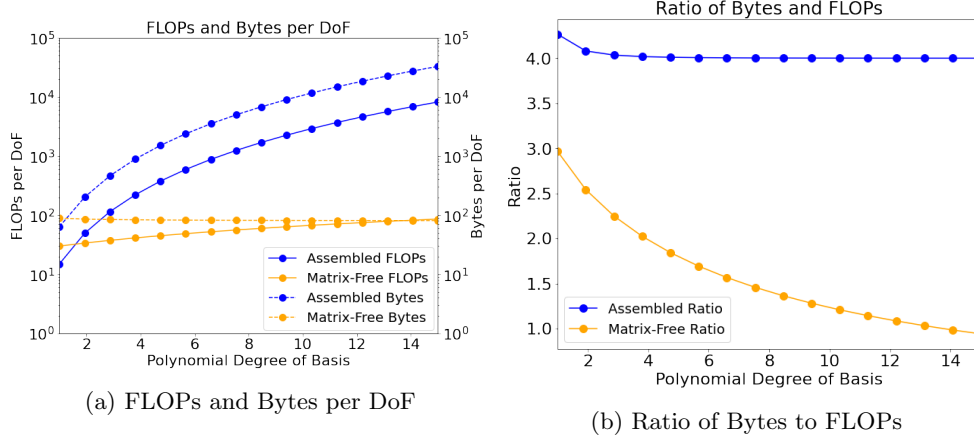 FLOPs and Bytes per DoF
10^5
10^4
10^3
10^2
10^1
10^0
FLOPs per DoF
10^5
10^4
10^3
10^2
10^1
10^0
Bytes per DoF
Assembled FLOPs
Matrix-Free FLOPs
Assembled Bytes
Matrix-Free Bytes
2 4 6 8 10 12 14
Polynomial Degree of Basis
(a) FLOPs and Bytes per DoF
Ratio of Bytes and FLOPs
4.0
3.5
3.0
2.5
2.0
1.5
1.0
Ratio
Assembled Ratio
Matrix-Free Ratio
2 4 6 8 10 12 14
Polynomial Degree of Basis
(b) Ratio of Bytes to FLOPs